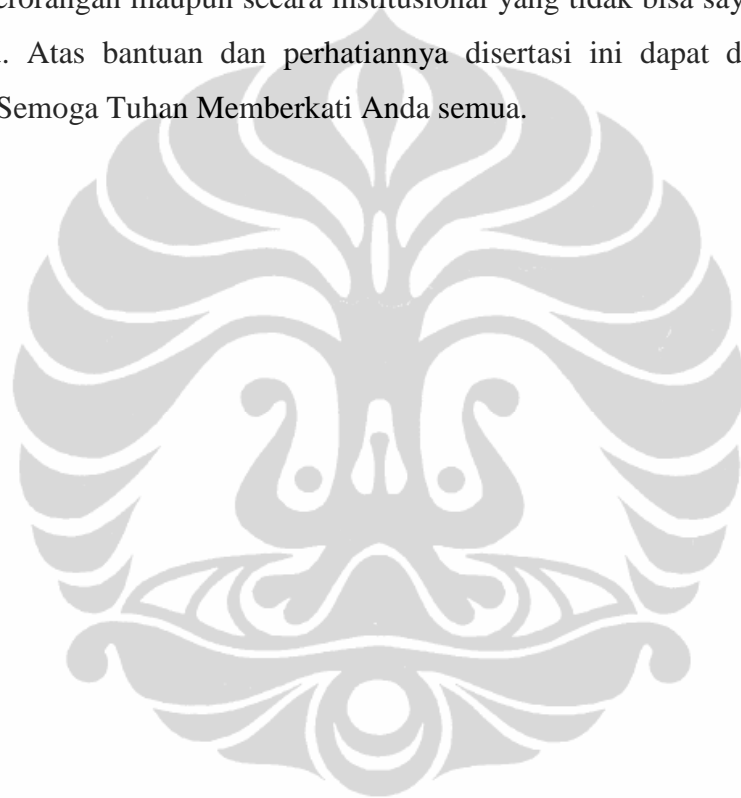 maupun secara institusional yang tidak bisa
Atas bantuan dan perhatiannya disertasi ini dapat
Semoga Tuhan Memberkati Anda semua.